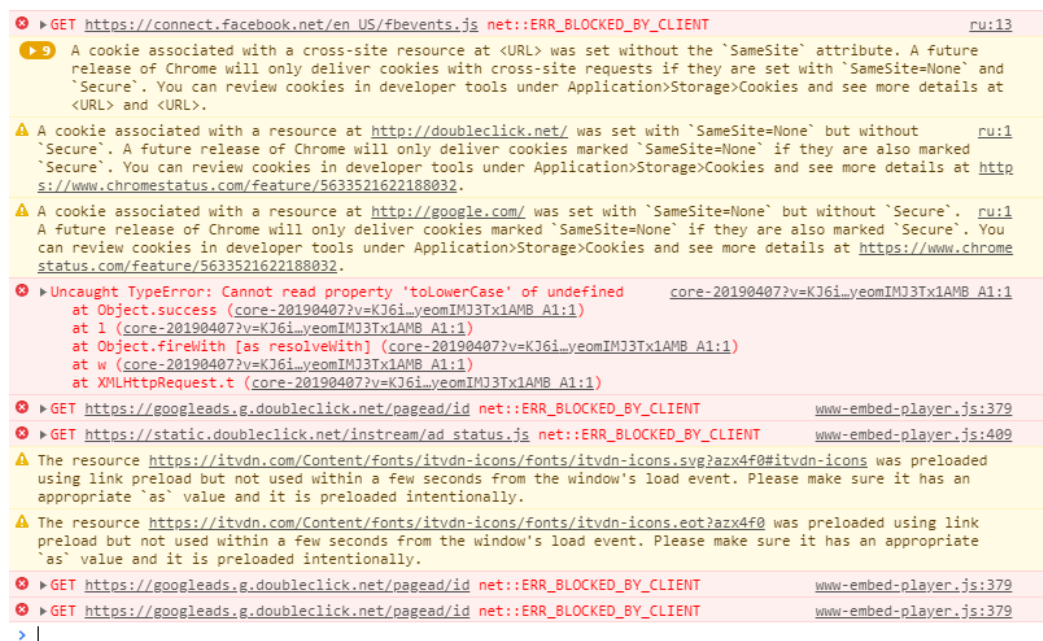 GET https://connect.facebook.net/en_US/fbevents.js net::ERR_BLOCKED_BY_CLIENT ru:13
9 A cookie associated with a cross-site resource at <URL> was set without the `SameSite` attribute. A future
release of Chrome will only deliver cookies with cross-site requests if they are set with `SameSite=None` and
`Secure`. You can review cookies in developer tools under Application>Storage>Cookies and see more details at
<URL> and <URL>.
A cookie associated with a resource at http://doubleclick.net/ was set with `SameSite=None` but without ru:1
`Secure`. A future release of Chrome will only deliver cookies marked `SameSite=None` if they are also marked
`Secure`. You can review cookies in developer tools under Application>Storage>Cookies and see more details at http
s://www.chromestatus.com/feature/5633521622188032.
A cookie associated with a resource at http://google.com/ was set with `SameSite=None` but without `Secure`. ru:1
A future release of Chrome will only deliver cookies marked `SameSite=None` if they are also marked `Secure`. You
can review cookies in developer tools under Application>Storage>Cookies and see more details at https://www.chrome
status.com/feature/5633521622188032.
Uncaught TypeError: Cannot read property 'toLowerCase' of undefined core-20190407?v=KJ6i…yeomIMJ3Tx1AMB_A1:1
at Object.success (core-20190407?v=KJ6i…yeomIMJ3Tx1AMB_A1:1)
at l (core-20190407?v=KJ6i…yeomIMJ3Tx1AMB_A1:1)
at Object.fireWith [as resolveWith] (core-20190407?v=KJ6i…yeomIMJ3Tx1AMB_A1:1)
at w (core-20190407?v=KJ6i…yeomIMJ3Tx1AMB_A1:1)
at XMLHttpRequest.t (core-20190407?v=KJ6i…yeomIMJ3Tx1AMB_A1:1)
GET https://googleads.g.doubleclick.net/pagead/id net::ERR_BLOCKED_BY_CLIENT www-embed-player.js:379
GET https://static.doubleclick.net/instream/ad_status.js net::ERR_BLOCKED_BY_CLIENT www-embed-player.js:409
The resource https://itvdn.com/Content/fonts/itvdn-icons/fonts/itvdn-icons.svg?azx4f0#itvdn-icons was preloaded
using link preload but not used within a few seconds from the window's load event. Please make sure it has an
appropriate `as` value and it is preloaded intentionally.
The resource https://itvdn.com/Content/fonts/itvdn-icons/fonts/itvdn-icons.eot?azx4f0 was preloaded using link
preload but not used within a few seconds from the window's load event. Please make sure it has an appropriate
`as` value and it is preloaded intentionally.
GET https://googleads.g.doubleclick.net/pagead/id net::ERR_BLOCKED_BY_CLIENT www-embed-player.js:379
GET https://googleads.g.doubleclick.net/pagead/id net::ERR_BLOCKED_BY_CLIENT www-embed-player.js:379